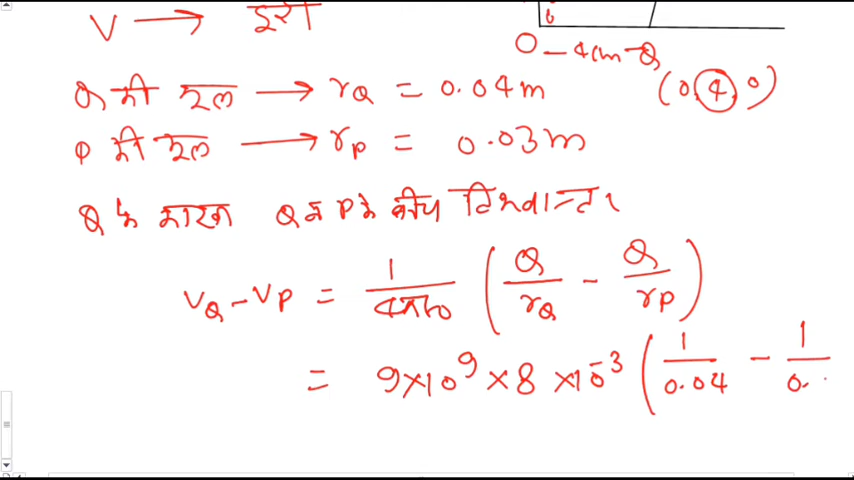 V → दूरी
6
O - 4cm - Q
Q की दूरी → rQ = 0.04m (0,4,0)
P की दूरी → rP = 0.03m
Q के कारण Q व P के बीच विभवान्तर
VQ - VP = 1/4πε0 (Q/rQ - Q/rP)
= 9×10⁹ × 8 × 10⁻³ (1/0.04 - 1/0.